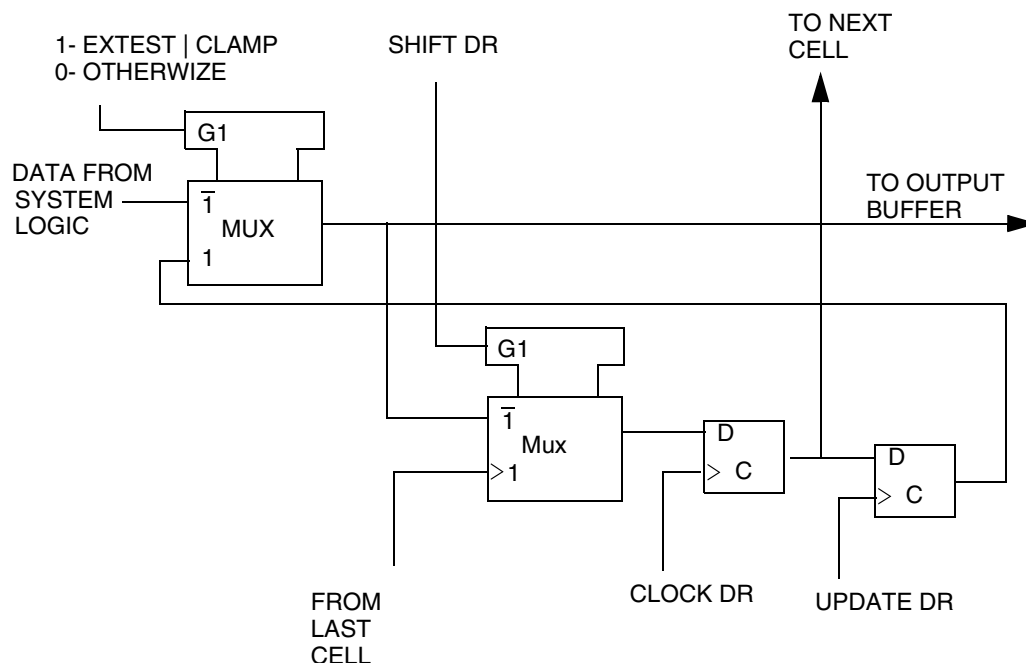 1- EXTEST | CLAMP
0- OTHERWIZE
SHIFT DR
TO NEXT
CELL
G1
DATA FROM
SYSTEM
LOGIC
1
MUX
1
TO OUTPUT
BUFFER
G1
1
Mux
1
D
C
D
C
FROM
LAST
CELL
CLOCK DR
UPDATE DR